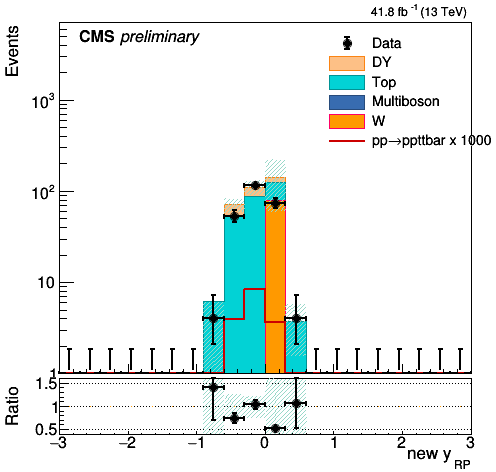 41.8 fb⁻¹ (13 TeV)
CMS preliminary
Events
Data
DY
Top
Multiboson
W
pp→ppttbar x 1000
10³
10²
10
1
Ratio
1.5
1
0.5
−3 −2 −1 0 1 2 3
new y_RP